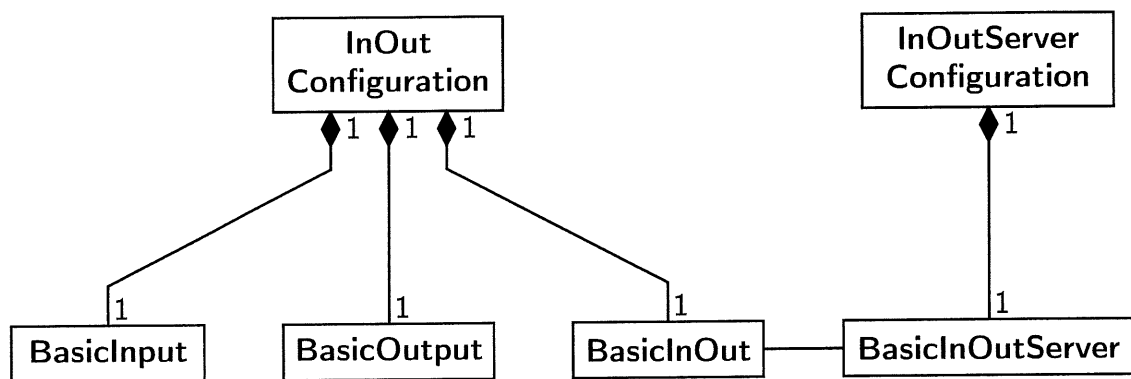 InOut
Configuration
InOutServer
Configuration
1 1 1
1
1
1
1
1
BasicInput
BasicOutput
BasicInOut
BasicInOutServer